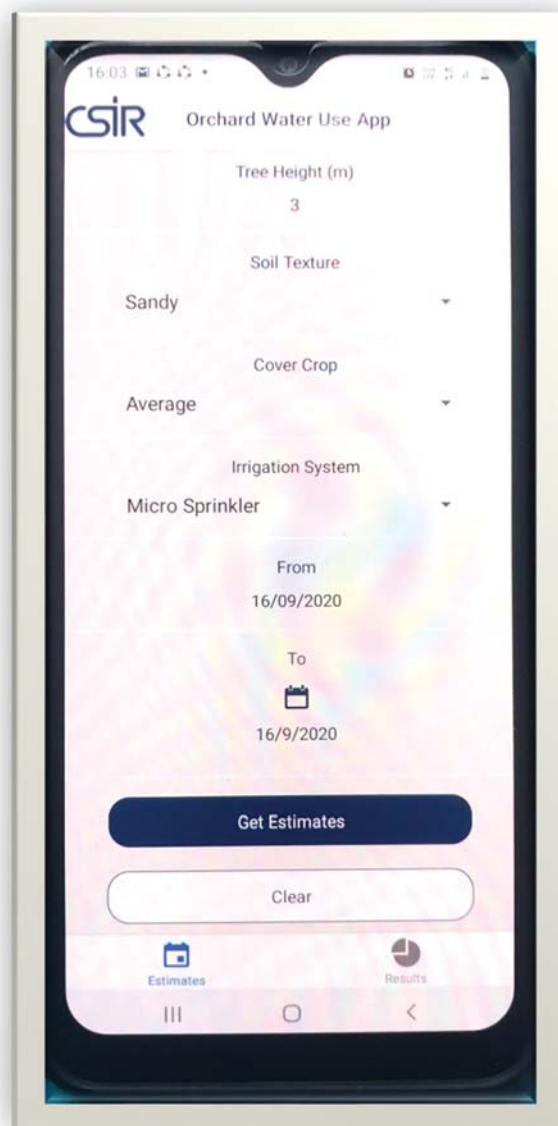 16:03
CSIR Orchard Water Use App
Tree Height (m)
3
Soil Texture
Sandy
Cover Crop
Average
Irrigation System
Micro Sprinkler
From
16/09/2020
To
16/9/2020
Get Estimates
Clear
Estimates Results